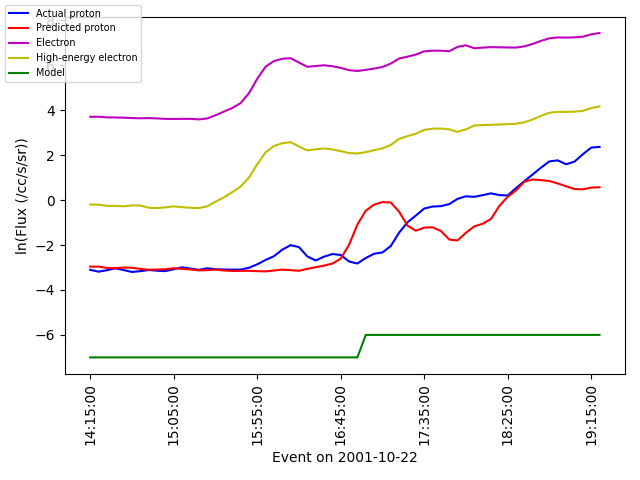 Actual proton
Predicted proton
Electron
High-energy electron
Model
4
2
0
−2
−4
−6
ln(Flux (/cc/s/sr))
14:15:00
15:05:00
15:55:00
16:45:00
17:35:00
18:25:00
19:15:00
Event on 2001-10-22